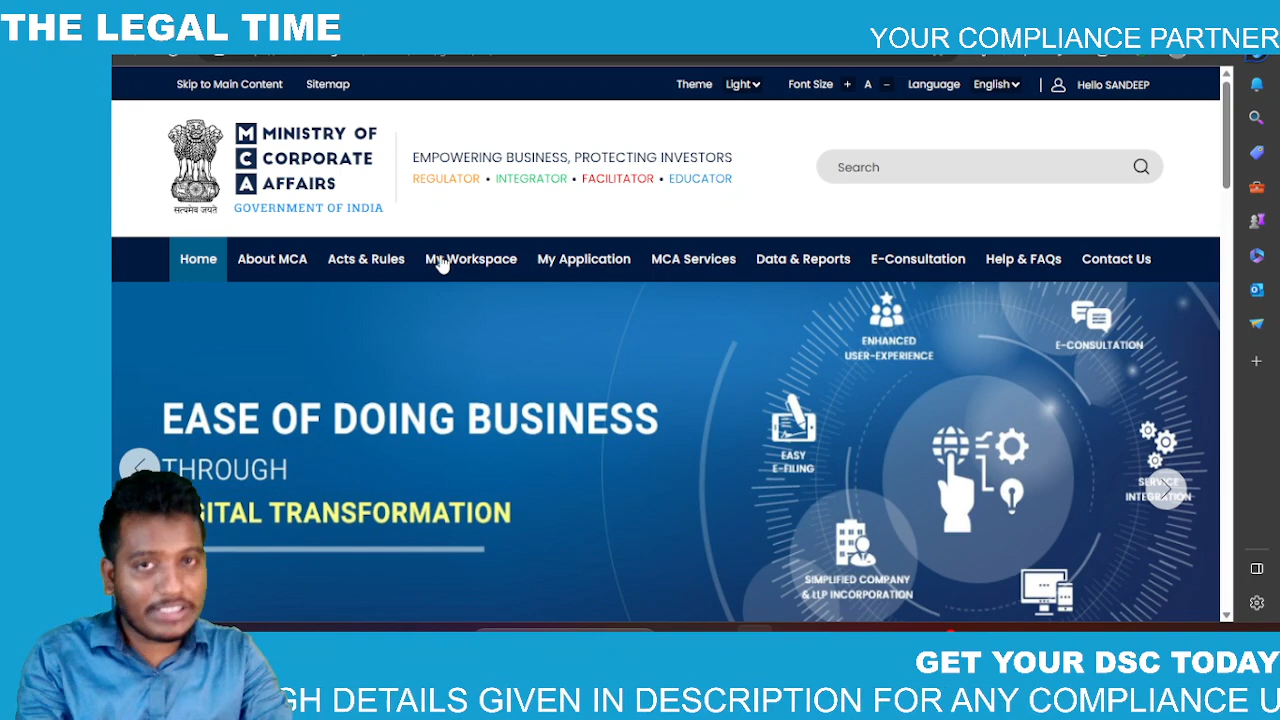 THE LEGAL TIME
YOUR COMPLIANCE PARTNER
Skip to Main Content Sitemap Theme Light Font Size + A - Language English Hello SANDEEP
MINISTRY OF
CORPORATE
AFFAIRS
GOVERNMENT OF INDIA
सत्यमेव जयते
EMPOWERING BUSINESS, PROTECTING INVESTORS
REGULATOR • INTEGRATOR • FACILITATOR • EDUCATOR
Search
Home About MCA Acts & Rules My Workspace My Application MCA Services Data & Reports E-Consultation Help & FAQs Contact Us
EASE OF DOING BUSINESS
THROUGH
GITAL TRANSFORMATION
ENHANCED
USER-EXPERIENCE
E-CONSULTATION
EASY
E-FILING
SERVICE
INTEGRATION
SIMPLIFIED COMPANY
& LLP INCORPORATION
GET YOUR DSC TODAY
GH DETAILS GIVEN IN DESCRIPTION FOR ANY COMPLIANCE U